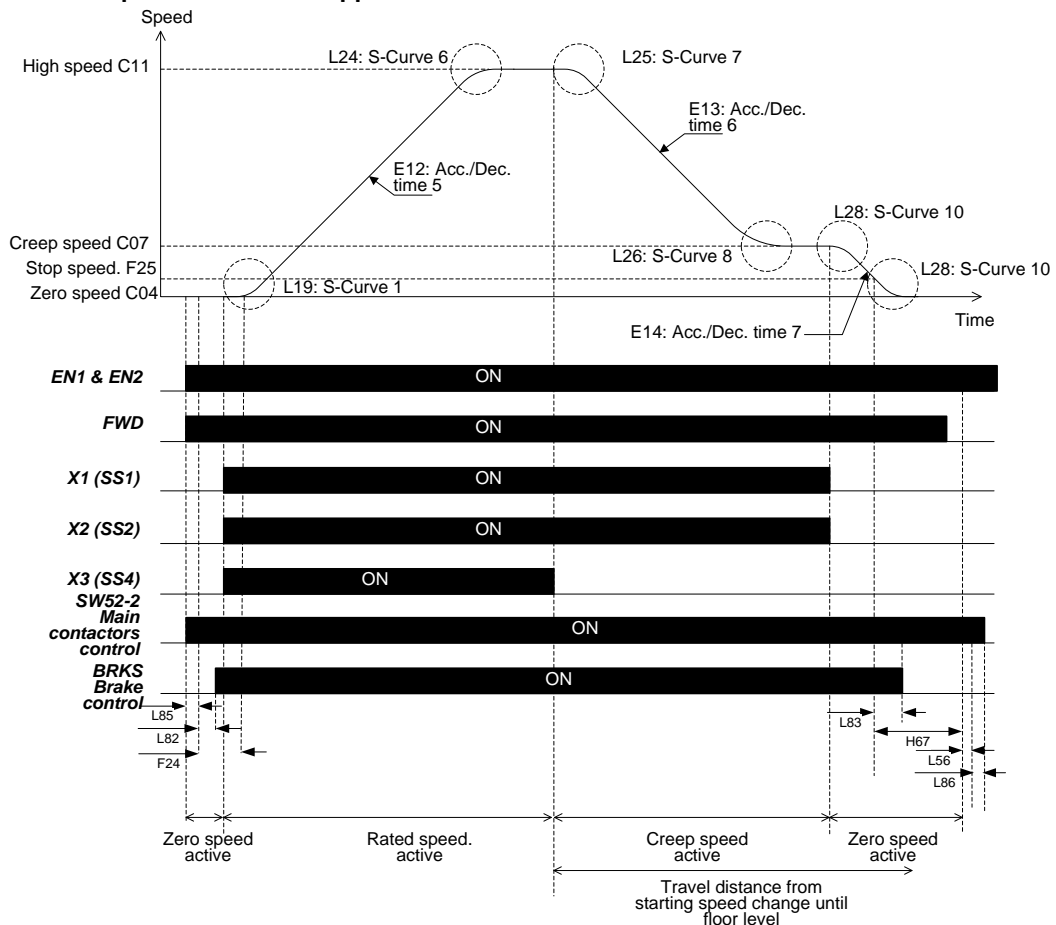 Speed
High speed C11
L24: S-Curve 6
L25: S-Curve 7
E13: Acc./Dec.
time 6
E12: Acc./Dec.
time 5
L28: S-Curve 10
Creep speed C07
L26: S-Curve 8
Stop speed. F25
L28: S-Curve 10
Zero speed C04
L19: S-Curve 1
Time
E14: Acc./Dec. time 7
EN1 & EN2
ON
FWD
ON
X1 (SS1)
ON
X2 (SS2)
ON
X3 (SS4)
ON
SW52-2
Main
contactors
control
ON
BRKS
Brake
control
ON
L85
L82
F24
L83
H67
L56
L86
Zero speed
active
Rated speed.
active
Creep speed
active
Zero speed
active
Travel distance from
starting speed change until
floor level